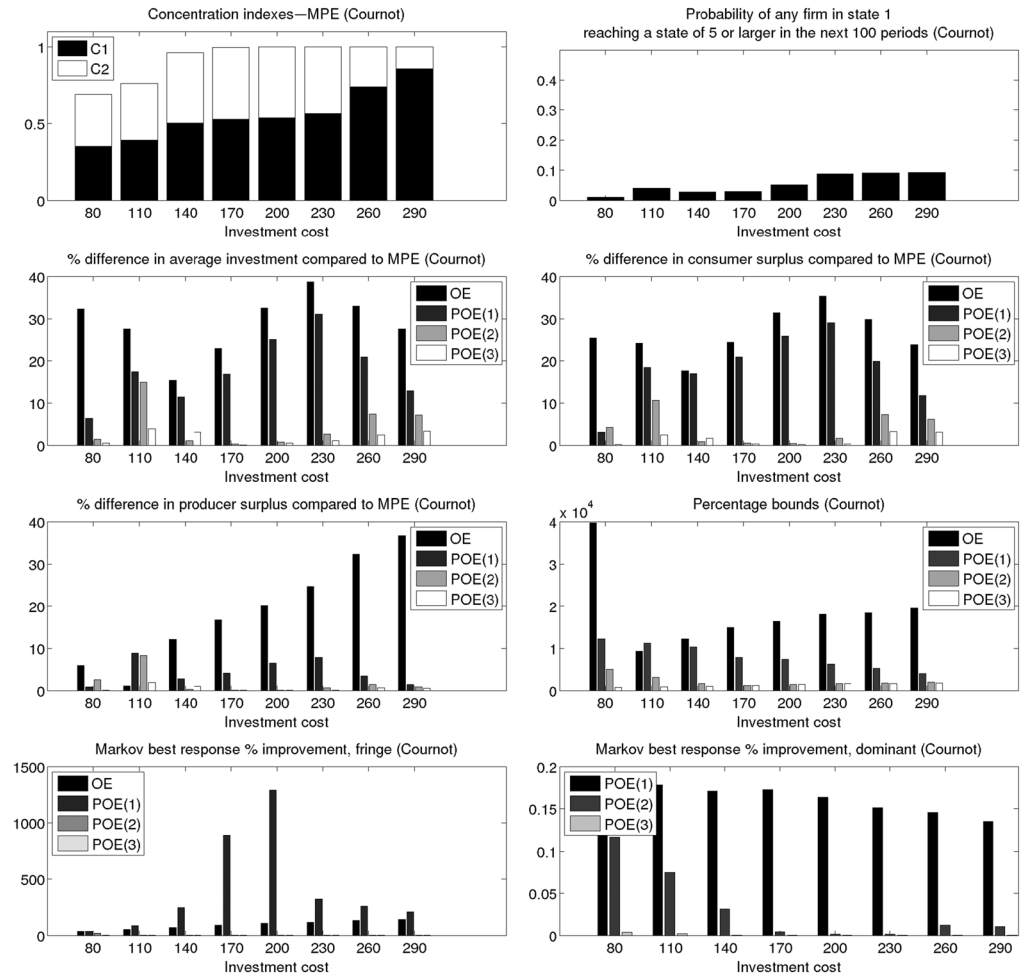 Concentration indexes—MPE (Cournot)
C1
C2
1
0.5
0
80 110 140 170 200 230 260 290
Investment cost
Probability of any firm in state 1
reaching a state of 5 or larger in the next 100 periods (Cournot)
0.4
0.3
0.2
0.1
0
80 110 140 170 200 230 260 290
Investment cost
% difference in average investment compared to MPE (Cournot)
OE
POE(1)
POE(2)
POE(3)
40
30
20
10
0
80 110 140 170 200 230 260 290
Investment cost
% difference in consumer surplus compared to MPE (Cournot)
OE
POE(1)
POE(2)
POE(3)
40
30
20
10
0
80 110 140 170 200 230 260 290
Investment cost
% difference in producer surplus compared to MPE (Cournot)
OE
POE(1)
POE(2)
POE(3)
40
30
20
10
0
80 110 140 170 200 230 260 290
Investment cost
Percentage bounds (Cournot)
x 10^4
OE
POE(1)
POE(2)
POE(3)
4
3
2
1
0
80 110 140 170 200 230 260 290
Investment cost
Markov best response % improvement, fringe (Cournot)
OE
POE(1)
POE(2)
POE(3)
1500
1000
500
0
80 110 140 170 200 230 260 290
Investment cost
Markov best response % improvement, dominant (Cournot)
POE(1)
POE(2)
POE(3)
0.2
0.15
0.1
0.05
0
80 110 140 170 200 230 260 290
Investment cost